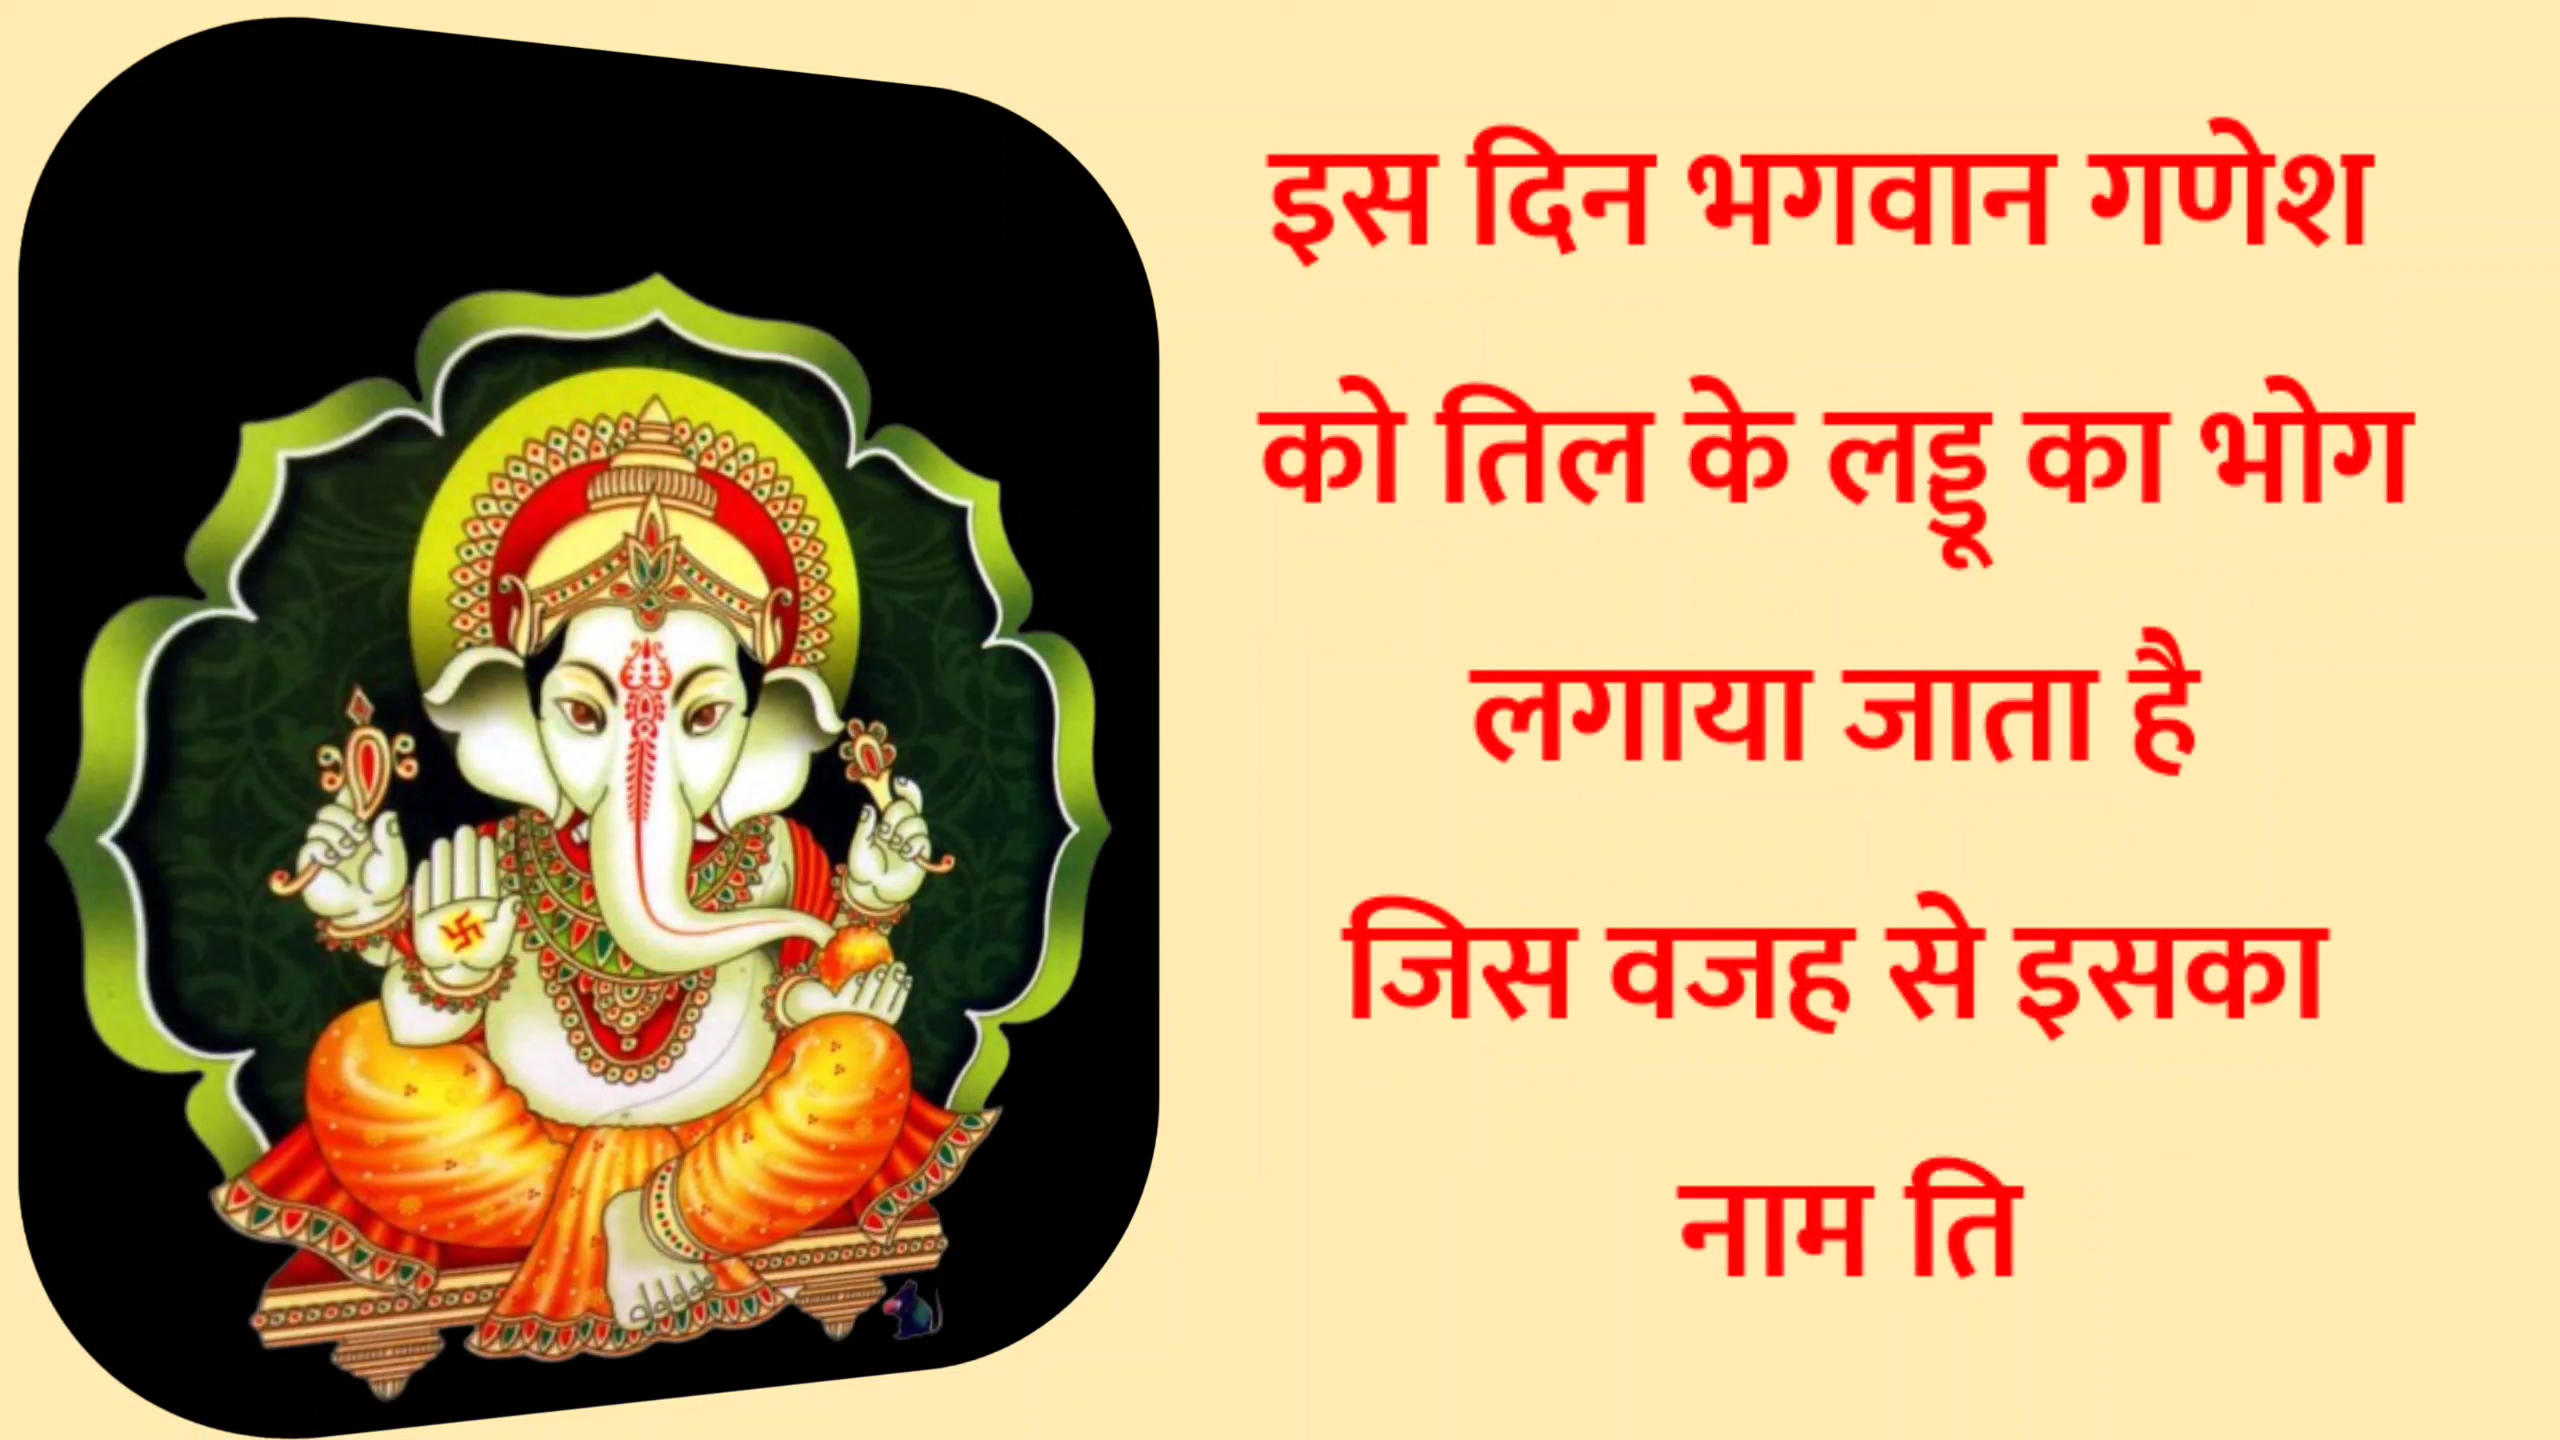 इस दिन भगवान गणेश
को तिल के लड्डू का भोग
लगाया जाता है
जिस वजह से इसका
नाम ति